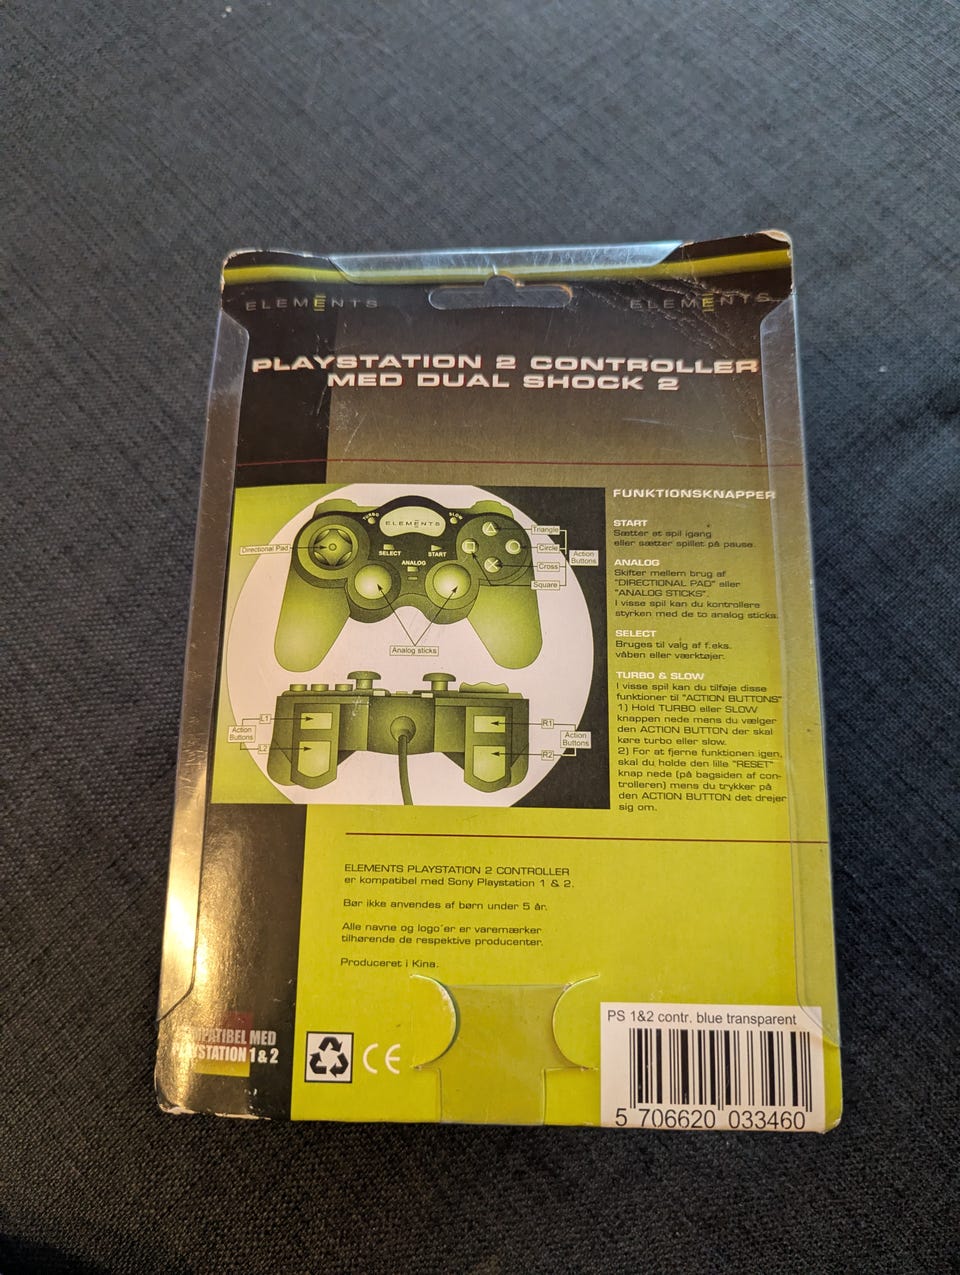 ELEMENTS
ELEMENTS
PLAYSTATION 2 CONTROLLER
MED DUAL SHOCK 2
TURBO
ELEMENTS
SLOW
Directional Pad
SELECT
START
ANALOG
Triangle
Circle
Cross
Square
Action
Buttons
Analog sticks
L1
L2
Action
Buttons
R1
R2
Action
Buttons
FUNKTIONSKNAPPER
START
Sætter et spil igang
eller sætter spillet på pause.
ANALOG
Skifter mellem brug af
"DIRECTIONAL PAD" eller
"ANALOG STICKS".
I visse spil kan du kontrollere
styrken med de to analog sticks.
SELECT
Bruges til valg af f.eks.
våben eller værktøjer.
TURBO & SLOW
I visse spil kan du tilføje disse
funktioner til "ACTION BUTTONS"
1) Hold TURBO eller SLOW
knappen nede mens du vælger
den ACTION BUTTON der skal
køre turbo eller slow.
2) For at fjerne funktionen igen,
skal du holde den lille "RESET"
knap nede (på bagsiden af con-
trolleren) mens du trykker på
den ACTION BUTTON det drejer
sig om.
ELEMENTS PLAYSTATION 2 CONTROLLER
er kompatibel med Sony Playstation 1 & 2.
Bør ikke anvendes af børn under 5 år.
Alle navne og logo´er er varemærker
tilhørende de respektive producenter.
Produceret i Kina.
MED
1 & 2
CE
PS 1&2 contr. blue transparent
5 706620 033460